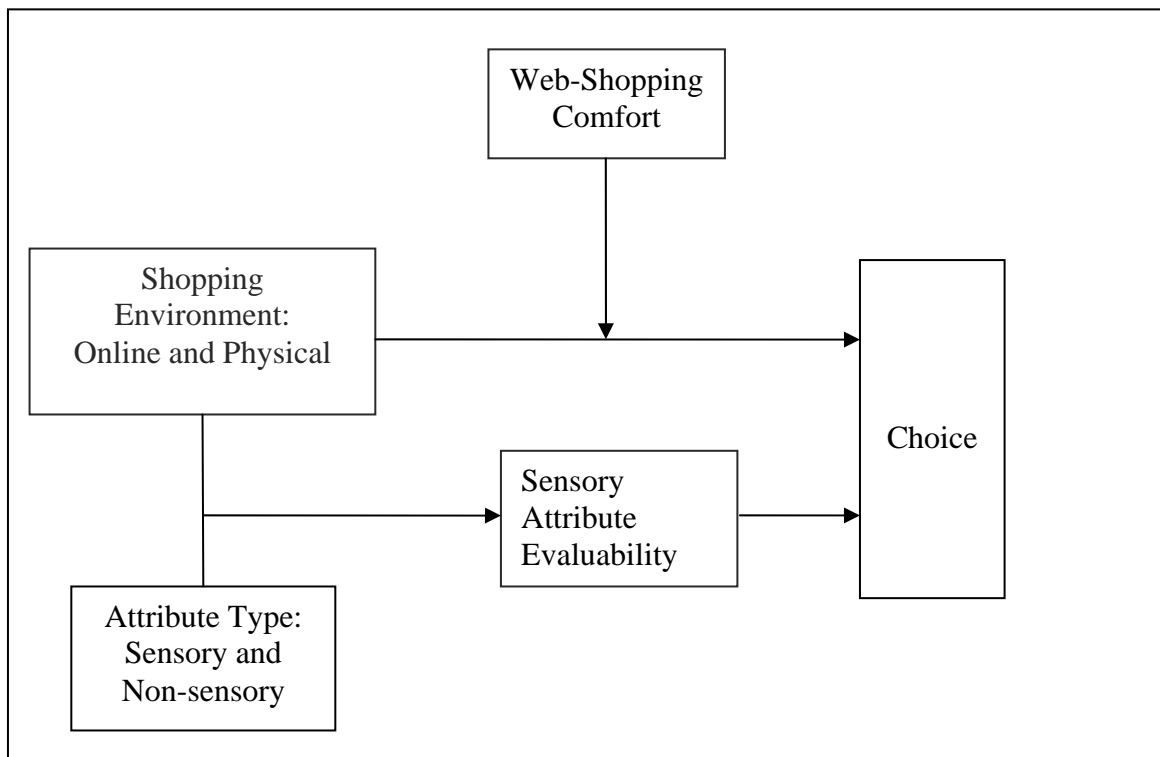 Web-Shopping
Comfort
Shopping
Environment:
Online and Physical
Choice
Sensory
Attribute
Evaluability
Attribute Type:
Sensory and
Non-sensory